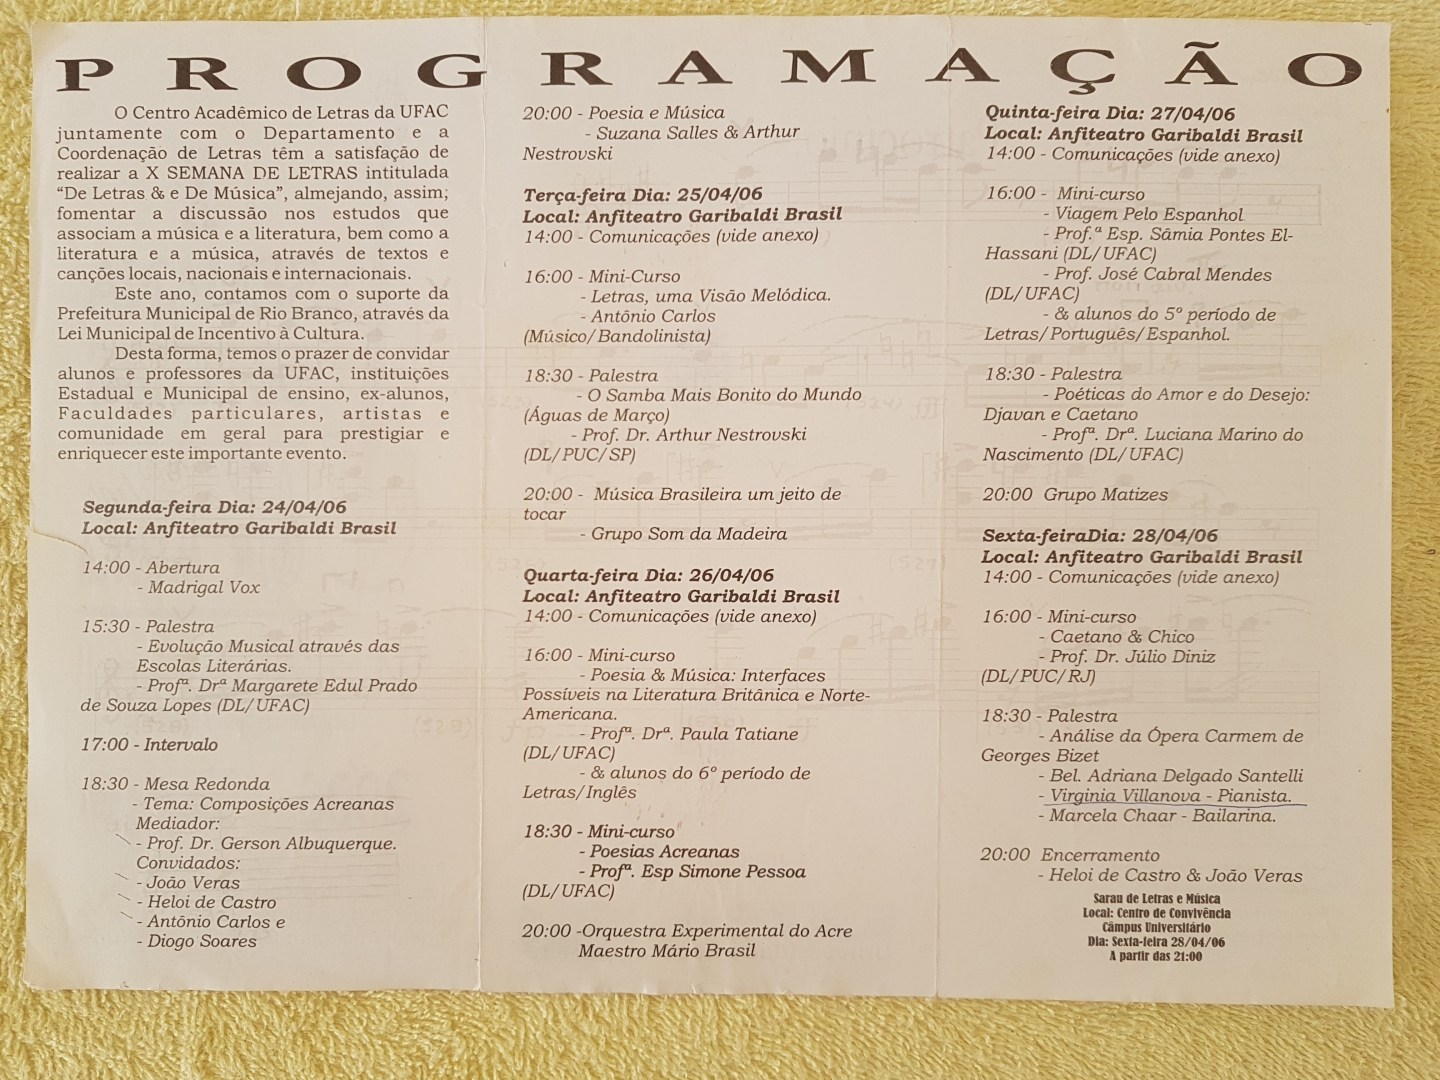 PROGRAMAÇÃO
O Centro Acadêmico de Letras da UFAC
juntamente com o Departamento e a
Coordenação de Letras têm a satisfação de
realizar a X SEMANA DE LETRAS intitulada
“De Letras & e De Música”, almejando, assim,
fomentar a discussão nos estudos que
associam a música e a literatura, bem como a
literatura e a música, através de textos e
canções locais, nacionais e internacionais.
Este ano, contamos com o suporte da
Prefeitura Municipal de Rio Branco, através da
Lei Municipal de Incentivo à Cultura.
Desta forma, temos o prazer de convidar
alunos e professores da UFAC, instituições
Estadual e Municipal de ensino, ex-alunos,
Faculdades particulares, artistas e
comunidade em geral para prestigiar e
enriquecer este importante evento.
Segunda-feira Dia: 24/04/06
Local: Anfiteatro Garibaldi Brasil
14:00 - Abertura
- Madrigal Vox
15:30 - Palestra
- Evolução Musical através das
Escolas Literárias.
- Profª. Drª Margarete Edul Prado
de Souza Lopes (DL/UFAC)
17:00 - Intervalo
18:30 - Mesa Redonda
- Tema: Composições Acreanas
Mediador:
- Prof. Dr. Gerson Albuquerque.
Convidados:
- João Veras
- Heloi de Castro
- Antônio Carlos e
- Diogo Soares
20:00 - Poesia e Música
- Suzana Salles & Arthur
Nestrovski
Terça-feira Dia: 25/04/06
Local: Anfiteatro Garibaldi Brasil
14:00 - Comunicações (vide anexo)
16:00 - Mini-Curso
- Letras, uma Visão Melódica.
- Antônio Carlos
(Músico/Bandolinista)
18:30 - Palestra
- O Samba Mais Bonito do Mundo
(Águas de Março)
- Prof. Dr. Arthur Nestrovski
(DL/PUC/SP)
20:00 - Música Brasileira um jeito de
tocar
- Grupo Som da Madeira
Quarta-feira Dia: 26/04/06
Local: Anfiteatro Garibaldi Brasil
14:00 - Comunicações (vide anexo)
16:00 - Mini-curso
- Poesia & Música: Interfaces
Possíveis na Literatura Britânica e Norte-
Americana.
- Profª. Drª. Paula Tatiane
(DL/UFAC)
- & alunos do 6º período de
Letras/Inglês
18:30 - Mini-curso
- Poesias Acreanas
- Profª. Esp Simone Pessoa
(DL/UFAC)
20:00 -Orquestra Experimental do Acre
Maestro Mário Brasil
Quinta-feira Dia: 27/04/06
Local: Anfiteatro Garibaldi Brasil
14:00 - Comunicações (vide anexo)
16:00 - Mini-curso
- Viagem Pelo Espanhol
- Prof.ª Esp. Sâmia Pontes El-
Hassani (DL/UFAC)
- Prof. José Cabral Mendes
(DL/UFAC)
- & alunos do 5º período de
Letras/Português/Espanhol.
18:30 - Palestra
- Poéticas do Amor e do Desejo:
Djavan e Caetano
- Profª. Drª. Luciana Marino do
Nascimento (DL/UFAC)
20:00 Grupo Matizes
Sexta-feiraDia: 28/04/06
Local: Anfiteatro Garibaldi Brasil
14:00 - Comunicações (vide anexo)
16:00 - Mini-curso
- Caetano & Chico
- Prof. Dr. Júlio Diniz
(DL/PUC/RJ)
18:30 - Palestra
- Análise da Ópera Carmem de
Georges Bizet
- Bel. Adriana Delgado Santelli
- Virginia Villanova - Pianista.
- Marcela Chaar - Bailarina.
20:00 Encerramento
- Heloi de Castro & João Veras
Sarau de Letras e Música
Local: Centro de Convivência
Câmpus Universitário
Dia: Sexta-feira 28/04/06
A partir das 21:00